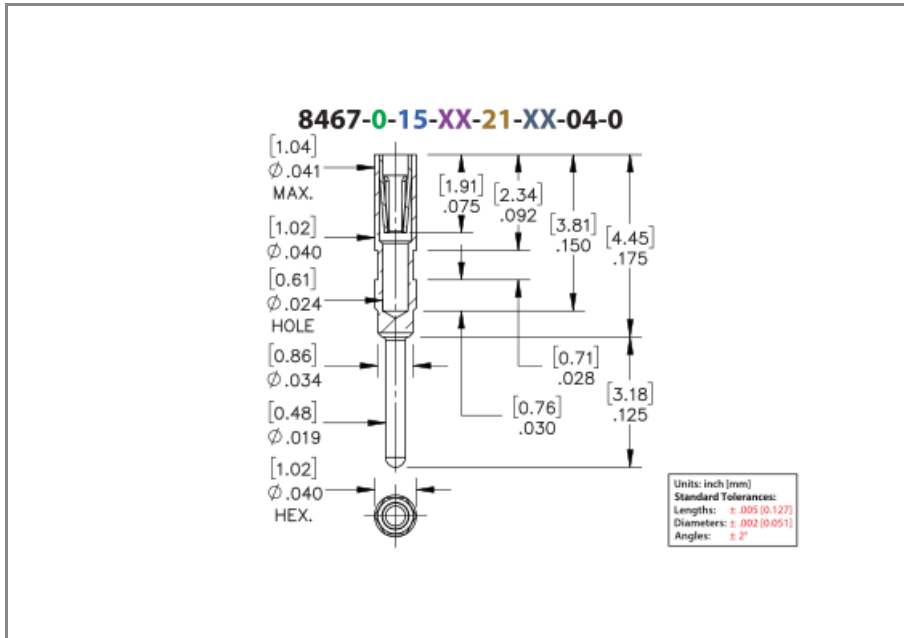 8467-0-15-XX-21-XX-04-0
[1.04]
Ø.041
MAX.
[1.02]
Ø.040
[0.61]
Ø.024
HOLE
[0.86]
Ø.034
[0.48]
Ø.019
[1.02]
Ø.040
HEX.
[1.91]
.075
[2.34]
.092
[3.81]
.150
[4.45]
.175
[0.71]
.028
[0.76]
.030
[3.18]
.125
Units: inch [mm]
Standard Tolerances:
Lengths: ± .005 [0.127]
Diameters: ± .002 [0.051]
Angles: ± 2°